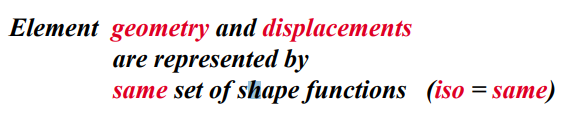 Element geometry and displacements
are represented by
same set of shape functions (iso = same)